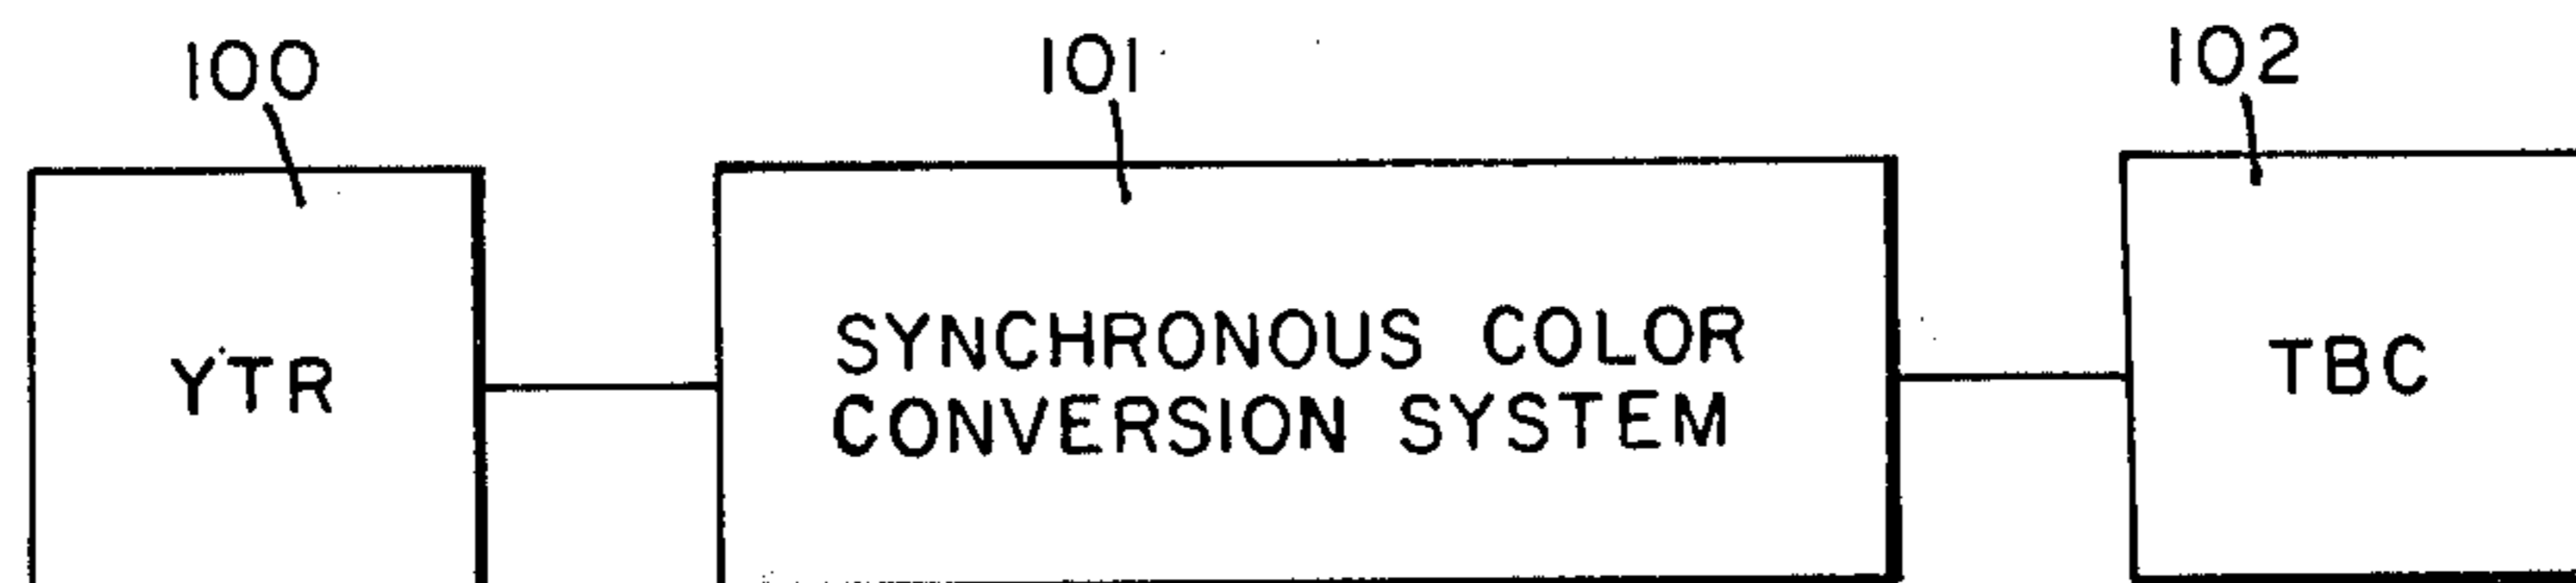 100
101
102
YTR
SYNCHRONOUS COLOR
CONVERSION SYSTEM
TBC